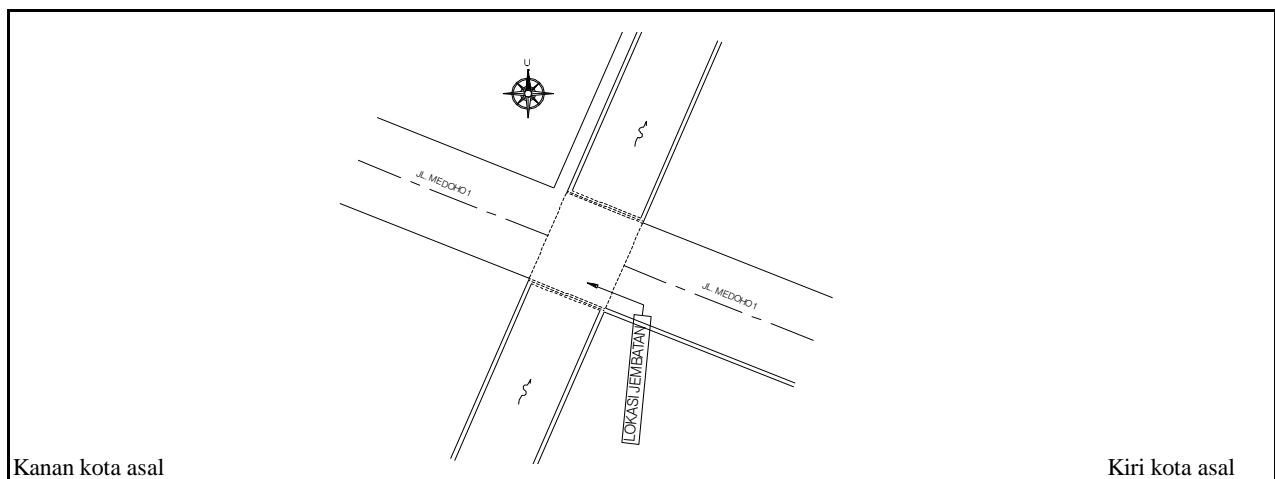 U
JL. MEDOHO 1
JL. MEDOHO 1
LOKASI JEMBATAN
Kanan kota asal
Kiri kota asal